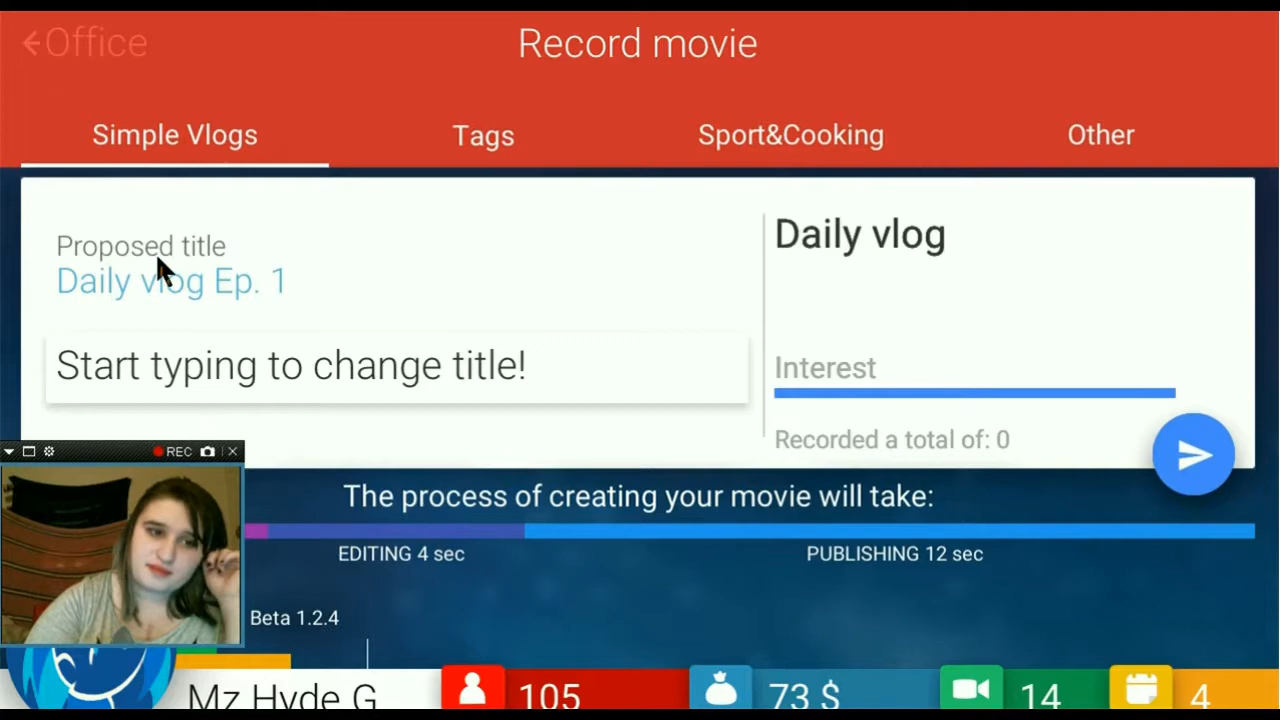 Office
Record movie
Simple Vlogs
Tags
Sport&Cooking
Other
Proposed title
Daily vlog Ep. 1
Start typing to change title!
Daily vlog
Interest
Recorded a total of: 0
REC
The process of creating your movie will take:
EDITING 4 sec
PUBLISHING 12 sec
Beta 1.2.4
Mz Hyde G
105
73 $
14
4